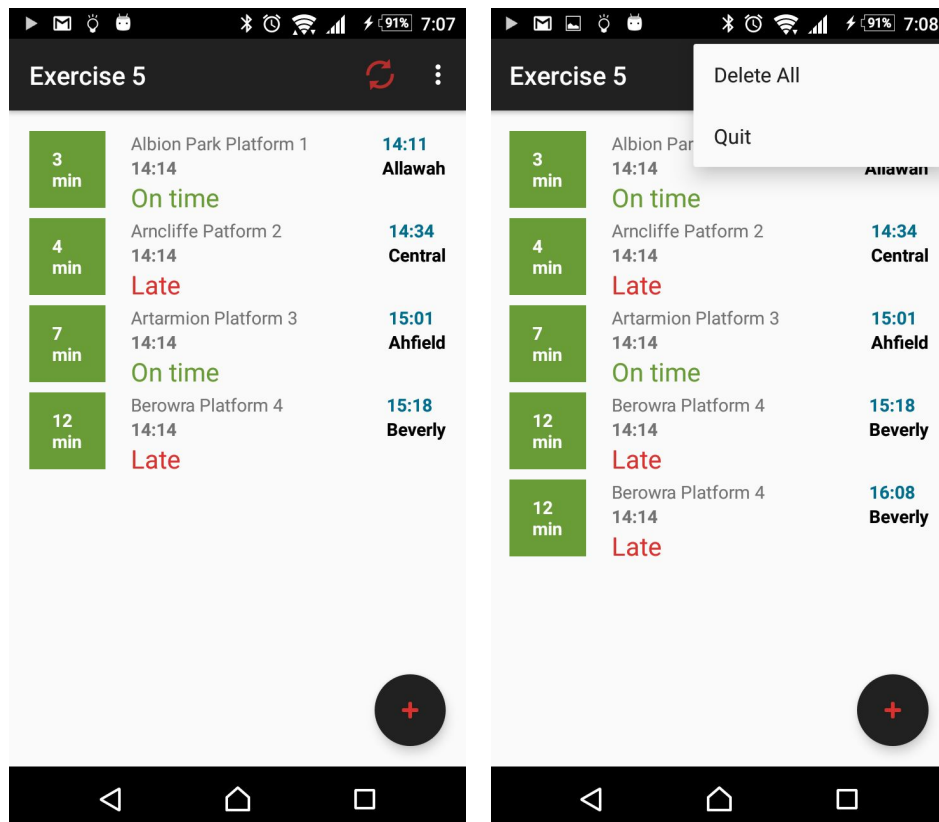 91% 7:07
Exercise 5
3 min
Albion Park Platform 1
14:14
On time
14:11
Allawah
4 min
Arncliffe Patform 2
14:14
Late
14:34
Central
7 min
Artarmion Platform 3
14:14
On time
15:01
Ahfield
12 min
Berowra Platform 4
14:14
Late
15:18
Beverly
+
91% 7:08
Exercise 5
Delete All
Quit
3 min
Albion Par
14:14
On time
Allawah
4 min
Arncliffe Patform 2
14:14
Late
14:34
Central
7 min
Artarmion Platform 3
14:14
On time
15:01
Ahfield
12 min
Berowra Platform 4
14:14
Late
15:18
Beverly
12 min
Berowra Platform 4
14:14
Late
16:08
Beverly
+